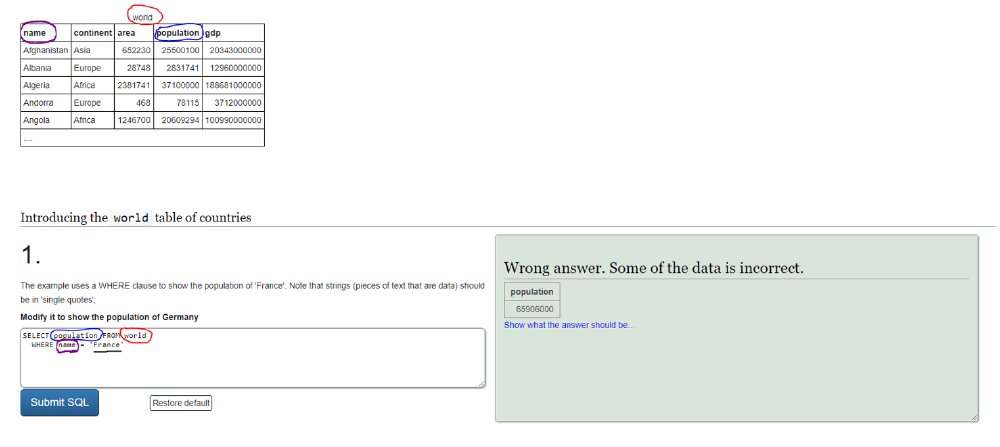 world
name continent area population gdp
Afghanistan Asia 652230 25500100 20343000000
Albania Europe 28748 2831741 12960000000
Algeria Africa 2381741 37100000 188681000000
Andorra Europe 468 78115 3712000000
Angola Africa 1246700 20609294 100990000000
....
Introducing the world table of countries
1.
The example uses a WHERE clause to show the population of 'France'. Note that strings (pieces of text that are data) should
be in 'single quotes';
Modify it to show the population of Germany
SELECT population FROM world
WHERE name = 'France'
Submit SQL
Restore default
Wrong answer. Some of the data is incorrect.
population
65906000
Show what the answer should be...